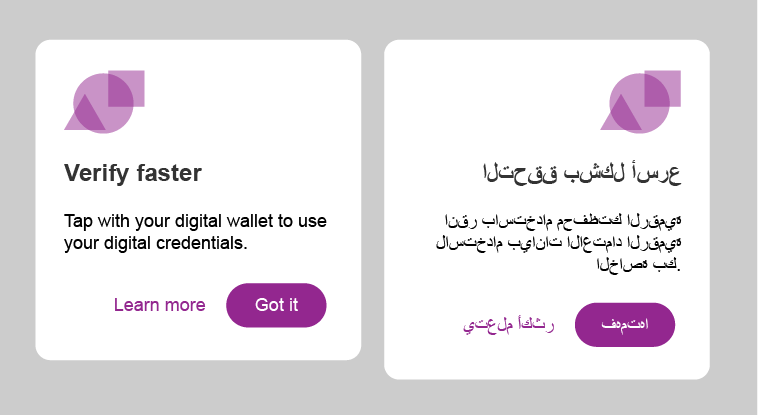 Verify faster
Tap with your digital wallet to use
your digital credentials.
Learn more
Got it
التحقق بشكل أسرع
انقر باستخدام محفظتك الرقمية
لاستخدام بيانات الاعتماد الرقمية
الخاصة بك.
يتعلم أكثر
فهمتها